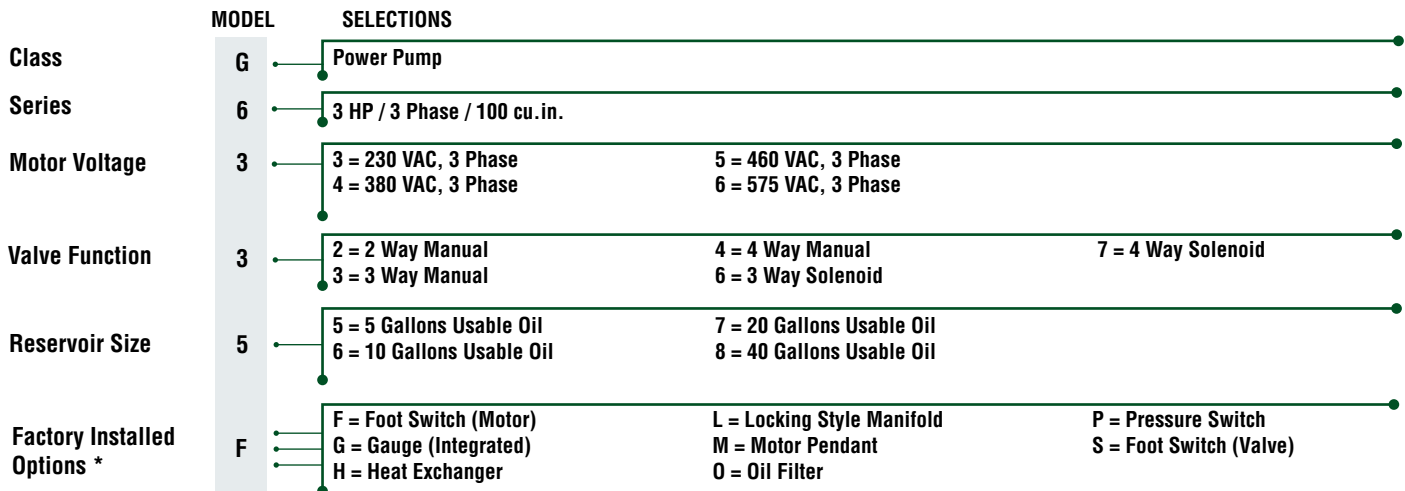 MODEL SELECTIONS
Class G Power Pump
Series 6 3 HP / 3 Phase / 100 cu.in.
Motor Voltage 3 3 = 230 VAC, 3 Phase 5 = 460 VAC, 3 Phase
4 = 380 VAC, 3 Phase 6 = 575 VAC, 3 Phase
Valve Function 3 2 = 2 Way Manual 4 = 4 Way Manual 7 = 4 Way Solenoid
3 = 3 Way Manual 6 = 3 Way Solenoid
Reservoir Size 5 5 = 5 Gallons Usable Oil 7 = 20 Gallons Usable Oil
6 = 10 Gallons Usable Oil 8 = 40 Gallons Usable Oil
Factory Installed
Options * F F = Foot Switch (Motor) L = Locking Style Manifold P = Pressure Switch
G = Gauge (Integrated) M = Motor Pendant S = Foot Switch (Valve)
H = Heat Exchanger O = Oil Filter